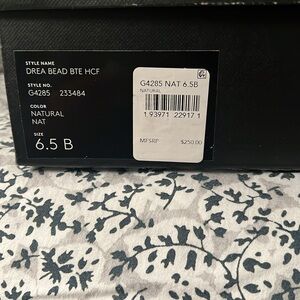 STYLE NAME
DREA BEAD BTE HCF
STYLE NO.
G4285 233484
COLOR
NATURAL
NAT
SIZE
6.5 B
G4285 NAT 6.5B
NATURAL
1 93971 22917 1
MFSRP $250.00